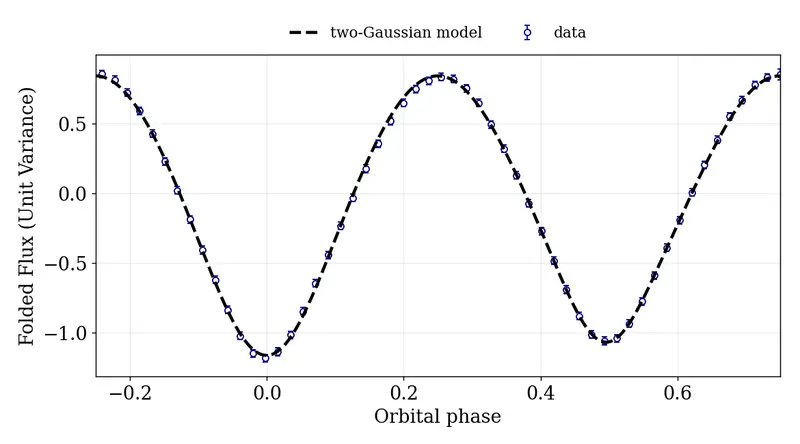 two-Gaussian model
data
Folded Flux (Unit Variance)
0.5
0.0
−0.5
−1.0
−0.2
0.0
0.2
0.4
0.6
Orbital phase